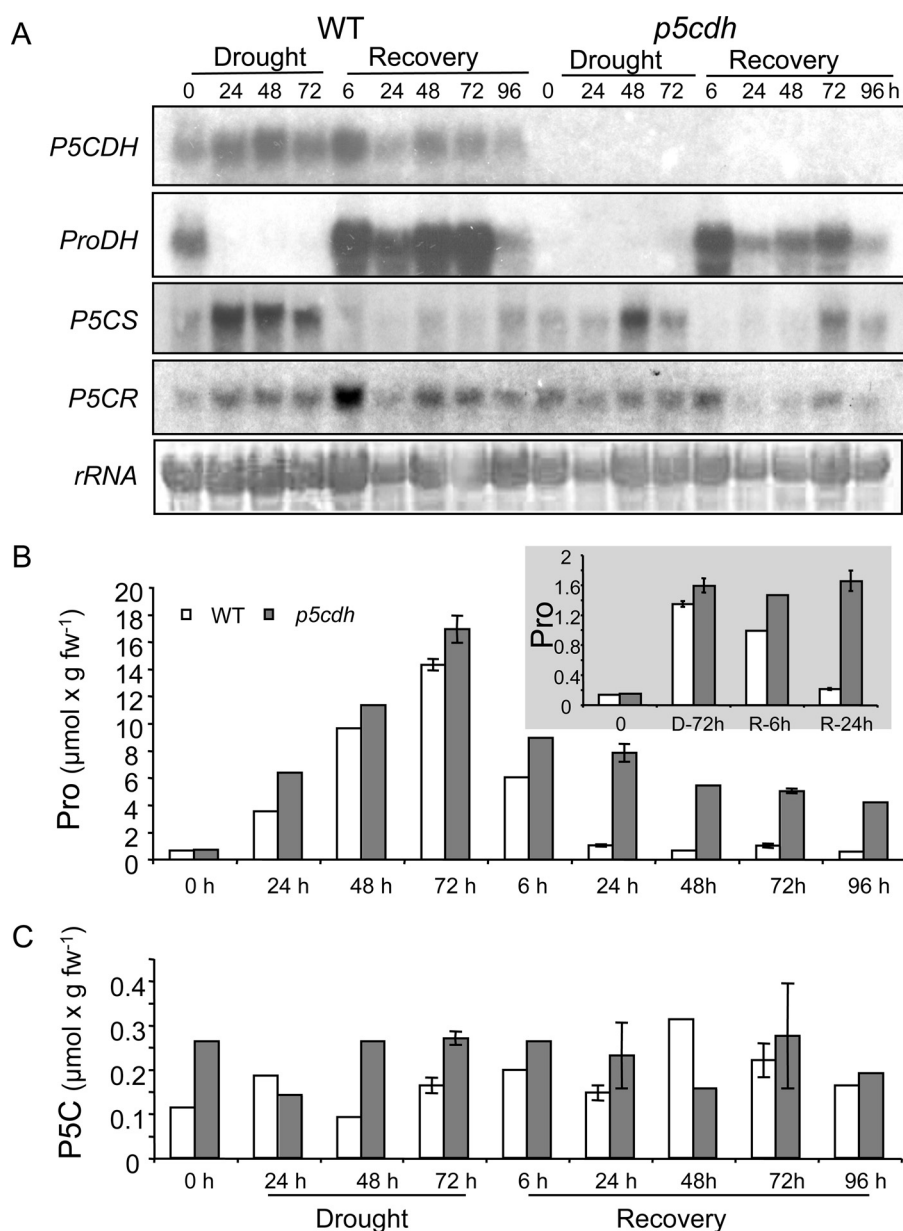 A
WT p5cdh
Drought Recovery Drought Recovery
0 24 48 72 6 24 48 72 96 0 24 48 72 6 24 48 72 96 h
P5CDH
ProDH
P5CS
P5CR
rRNA
B
Pro (μmol x g fw-1)
20
18
16
14
12
10
8
6
4
2
0
WT p5cdh
0 h 24 h 48 h 72 h 6 h 24 h 48h 72h 96 h
Pro
2
1.6
1.2
0.8
0.4
0
0 D-72h R-6h R-24h
C
P5C (μmol x g fw-1)
0.4
0.3
0.2
0.1
0
0 h 24 h 48 h 72 h 6 h 24 h 48 h 72h 96 h
Drought Recovery